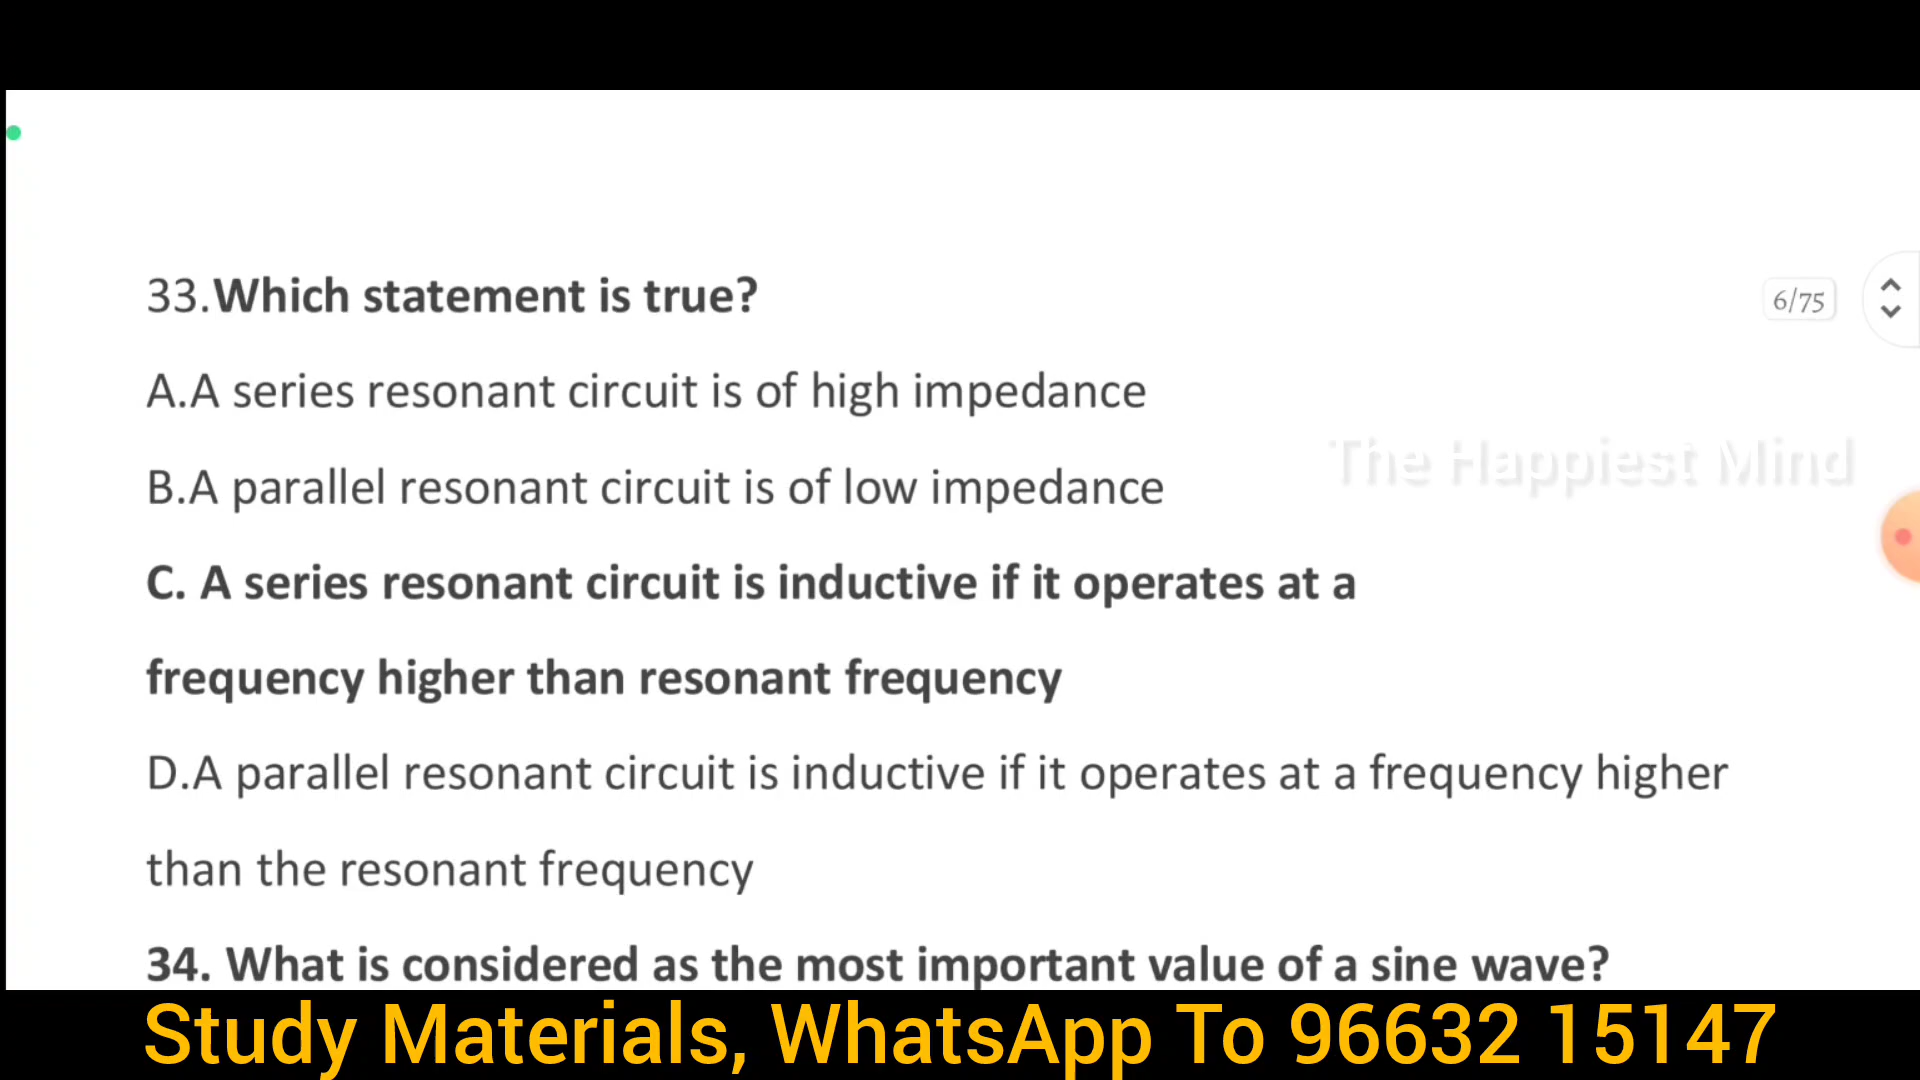 33.Which statement is true?
6/75
A.A series resonant circuit is of high impedance
The Happiest Mind
B.A parallel resonant circuit is of low impedance
C. A series resonant circuit is inductive if it operates at a
frequency higher than resonant frequency
D.A parallel resonant circuit is inductive if it operates at a frequency higher
than the resonant frequency
34. What is considered as the most important value of a sine wave?
Study Materials, WhatsApp To 96632 15147